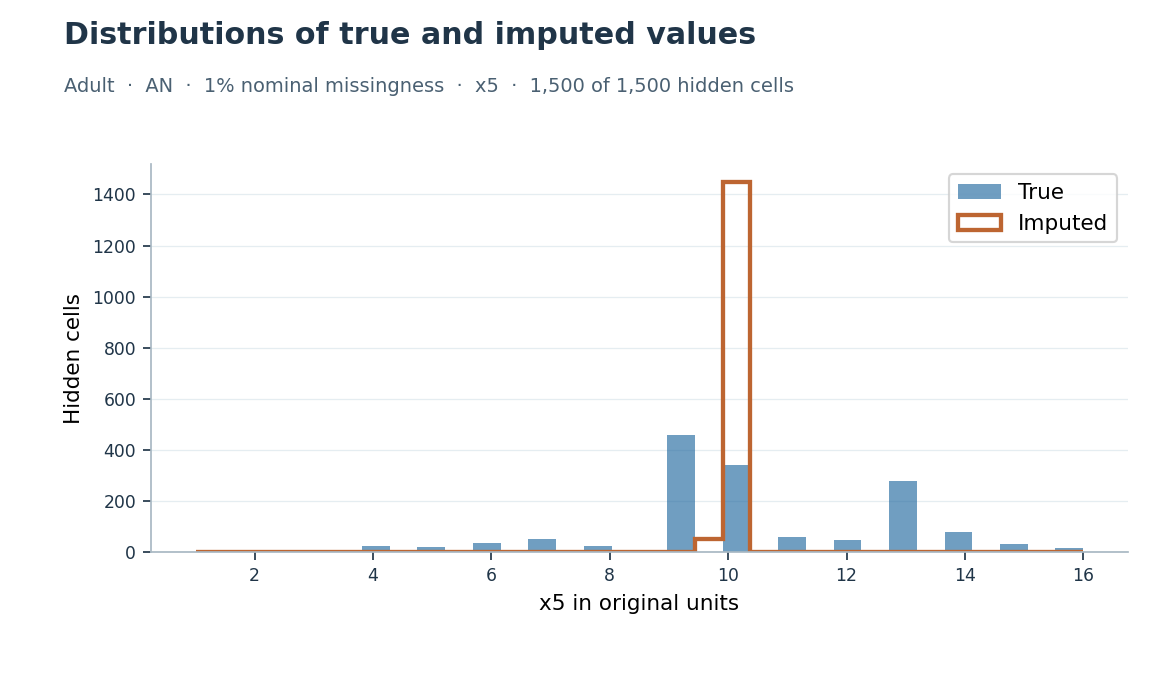 Distributions of true and imputed values
Adult · AN · 1% nominal missingness · x5 · 1,500 of 1,500 hidden cells
True
Imputed
Hidden cells
1400
1200
1000
800
600
400
200
0
2 4 6 8 10 12 14 16
x5 in original units